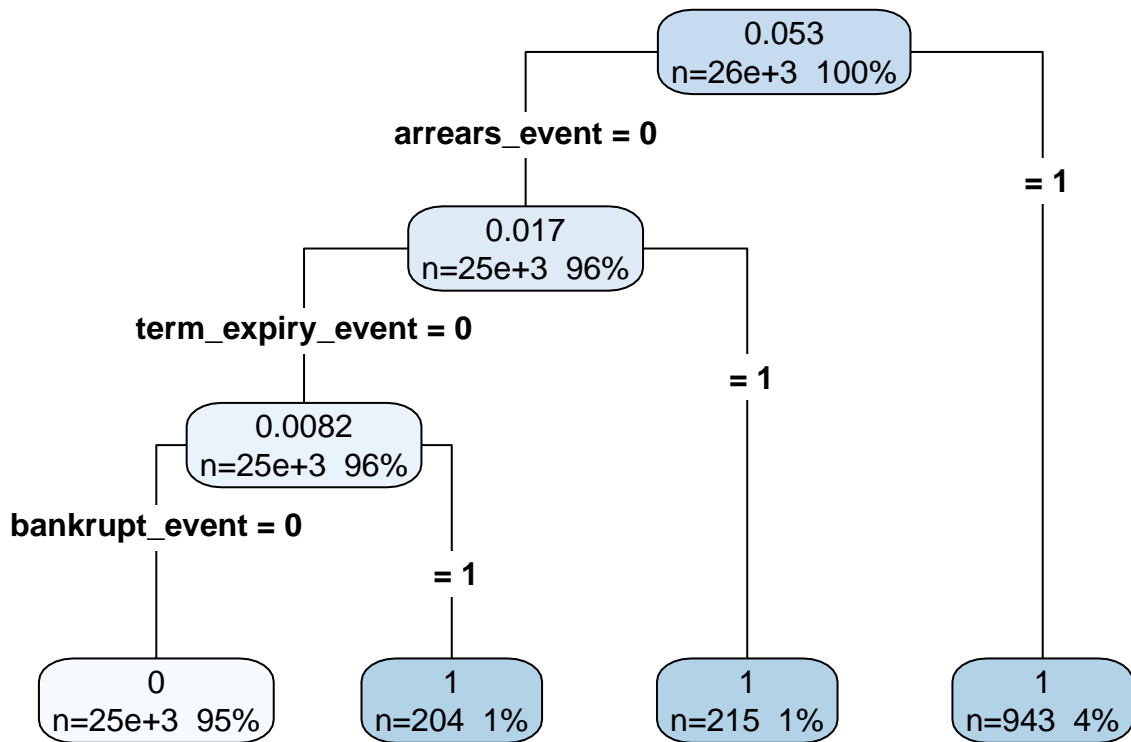 0.053
n=26e+3 100%
arrears_event = 0
= 1
0.017
n=25e+3 96%
term_expiry_event = 0
= 1
0.0082
n=25e+3 96%
bankrupt_event = 0
= 1
0
n=25e+3 95%
1
n=204 1%
1
n=215 1%
1
n=943 4%